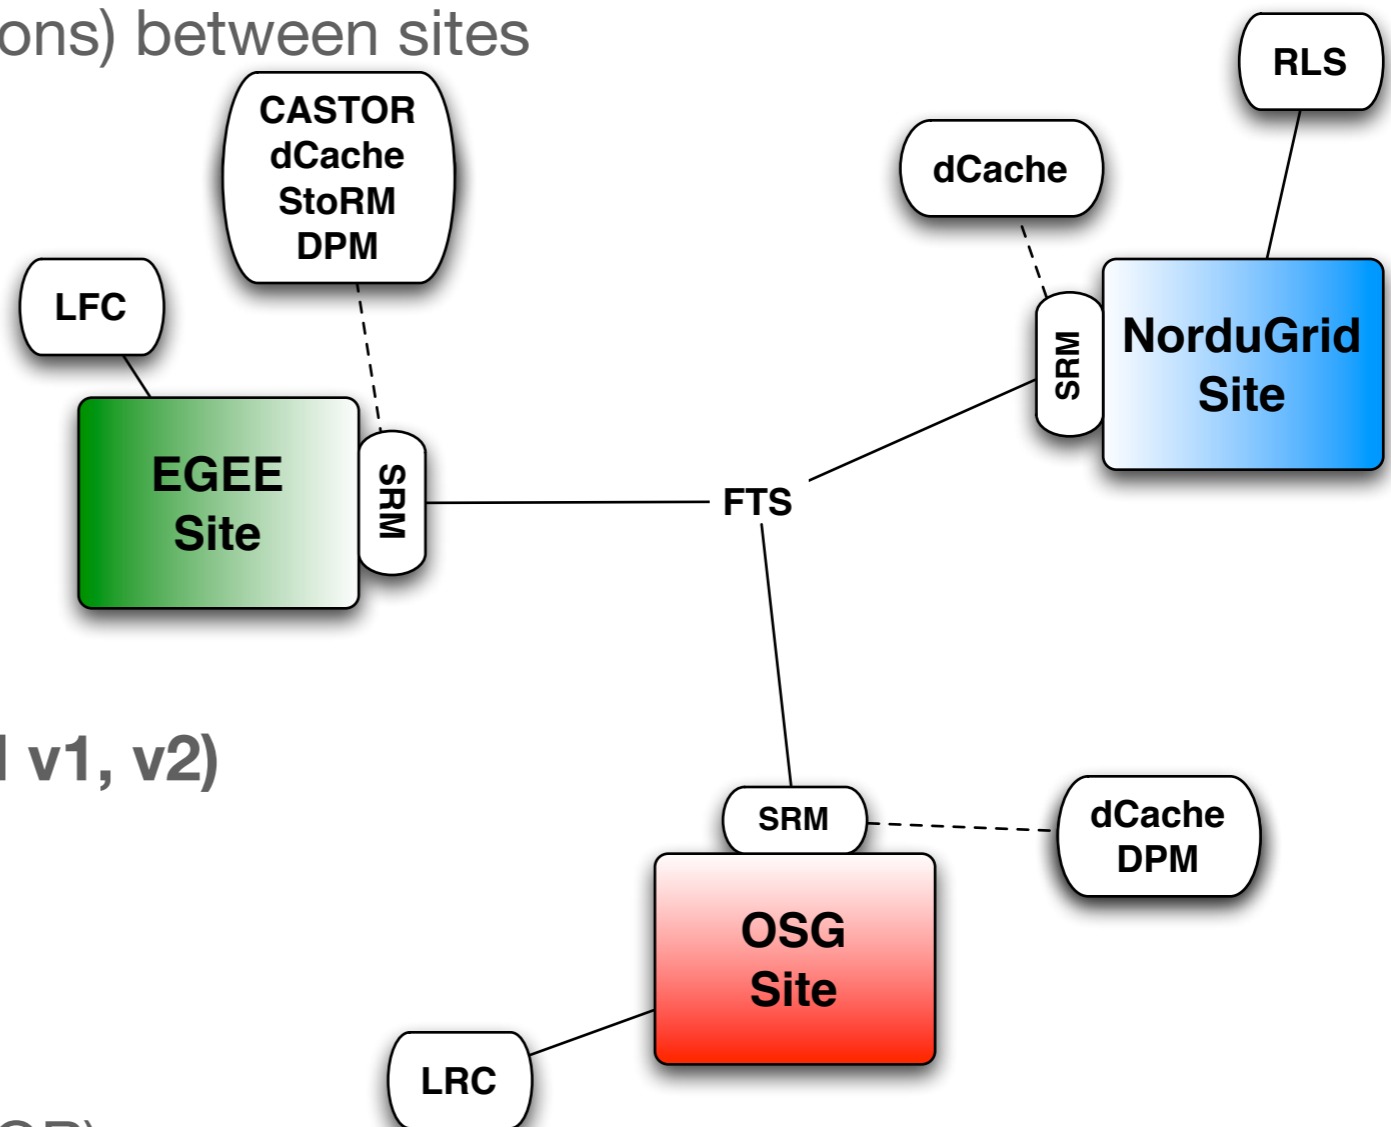 ons) between sites
RLS
CASTOR
dCache
StoRM
DPM
dCache
LFC
SRM
NorduGrid
Site
EGEE
Site
SRM
FTS
v1, v2)
SRM
dCache
DPM
OSG
Site
LRC